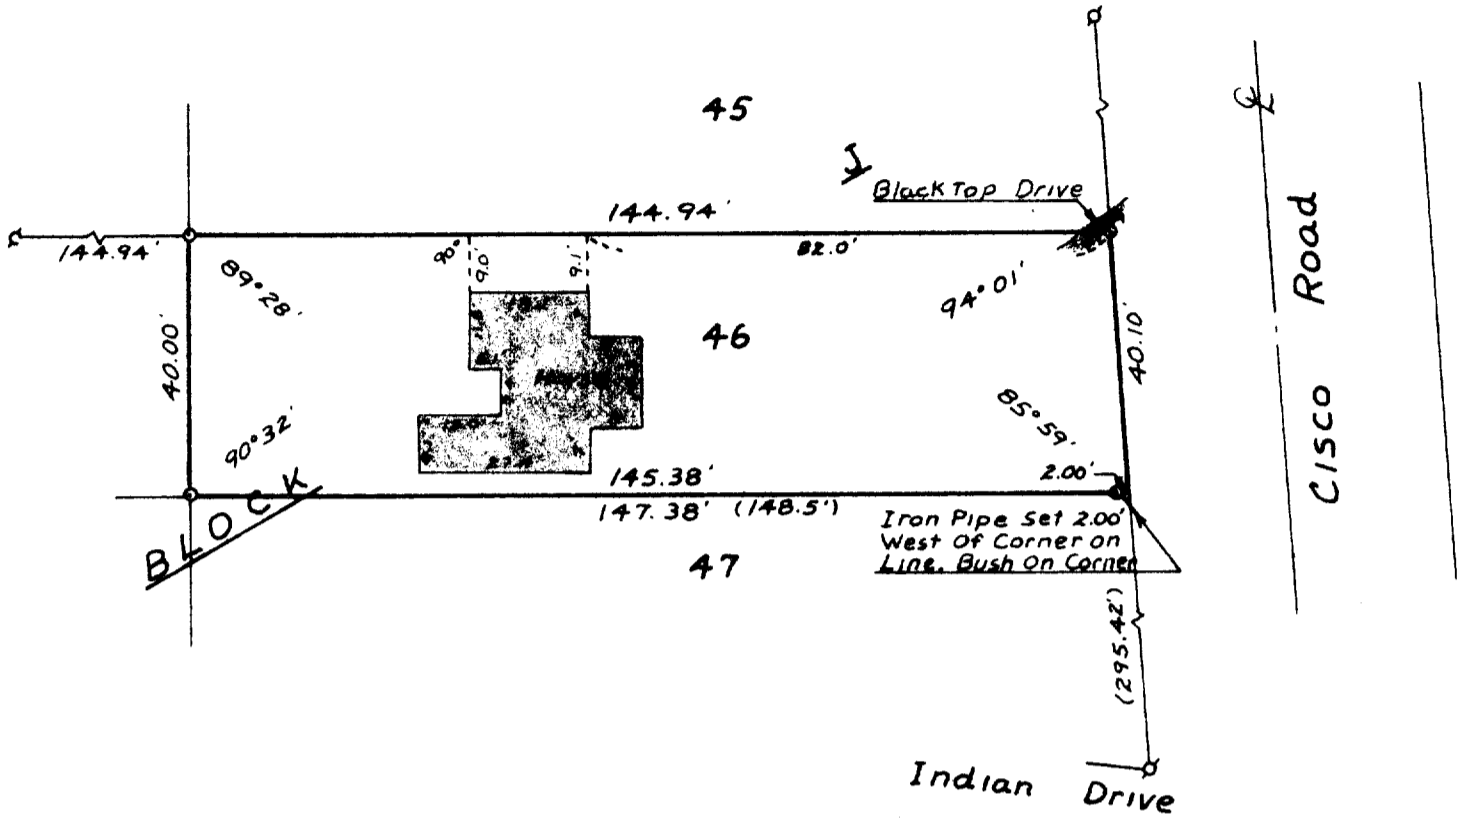 45
J
BlackTop Drive
144.94'
144.94'
82.0'
90°
9.0'
9.1'
89°28'
94°01'
46
40.00'
40.10'
90°32'
85°59'
145.38'
2.00'
147.38' (148.5')
Iron Pipe Set 2.00'
West Of Corner on
Line. Bush On Corner
BLOCK
47
(295.42')
Indian Drive
Cisco Road
℄